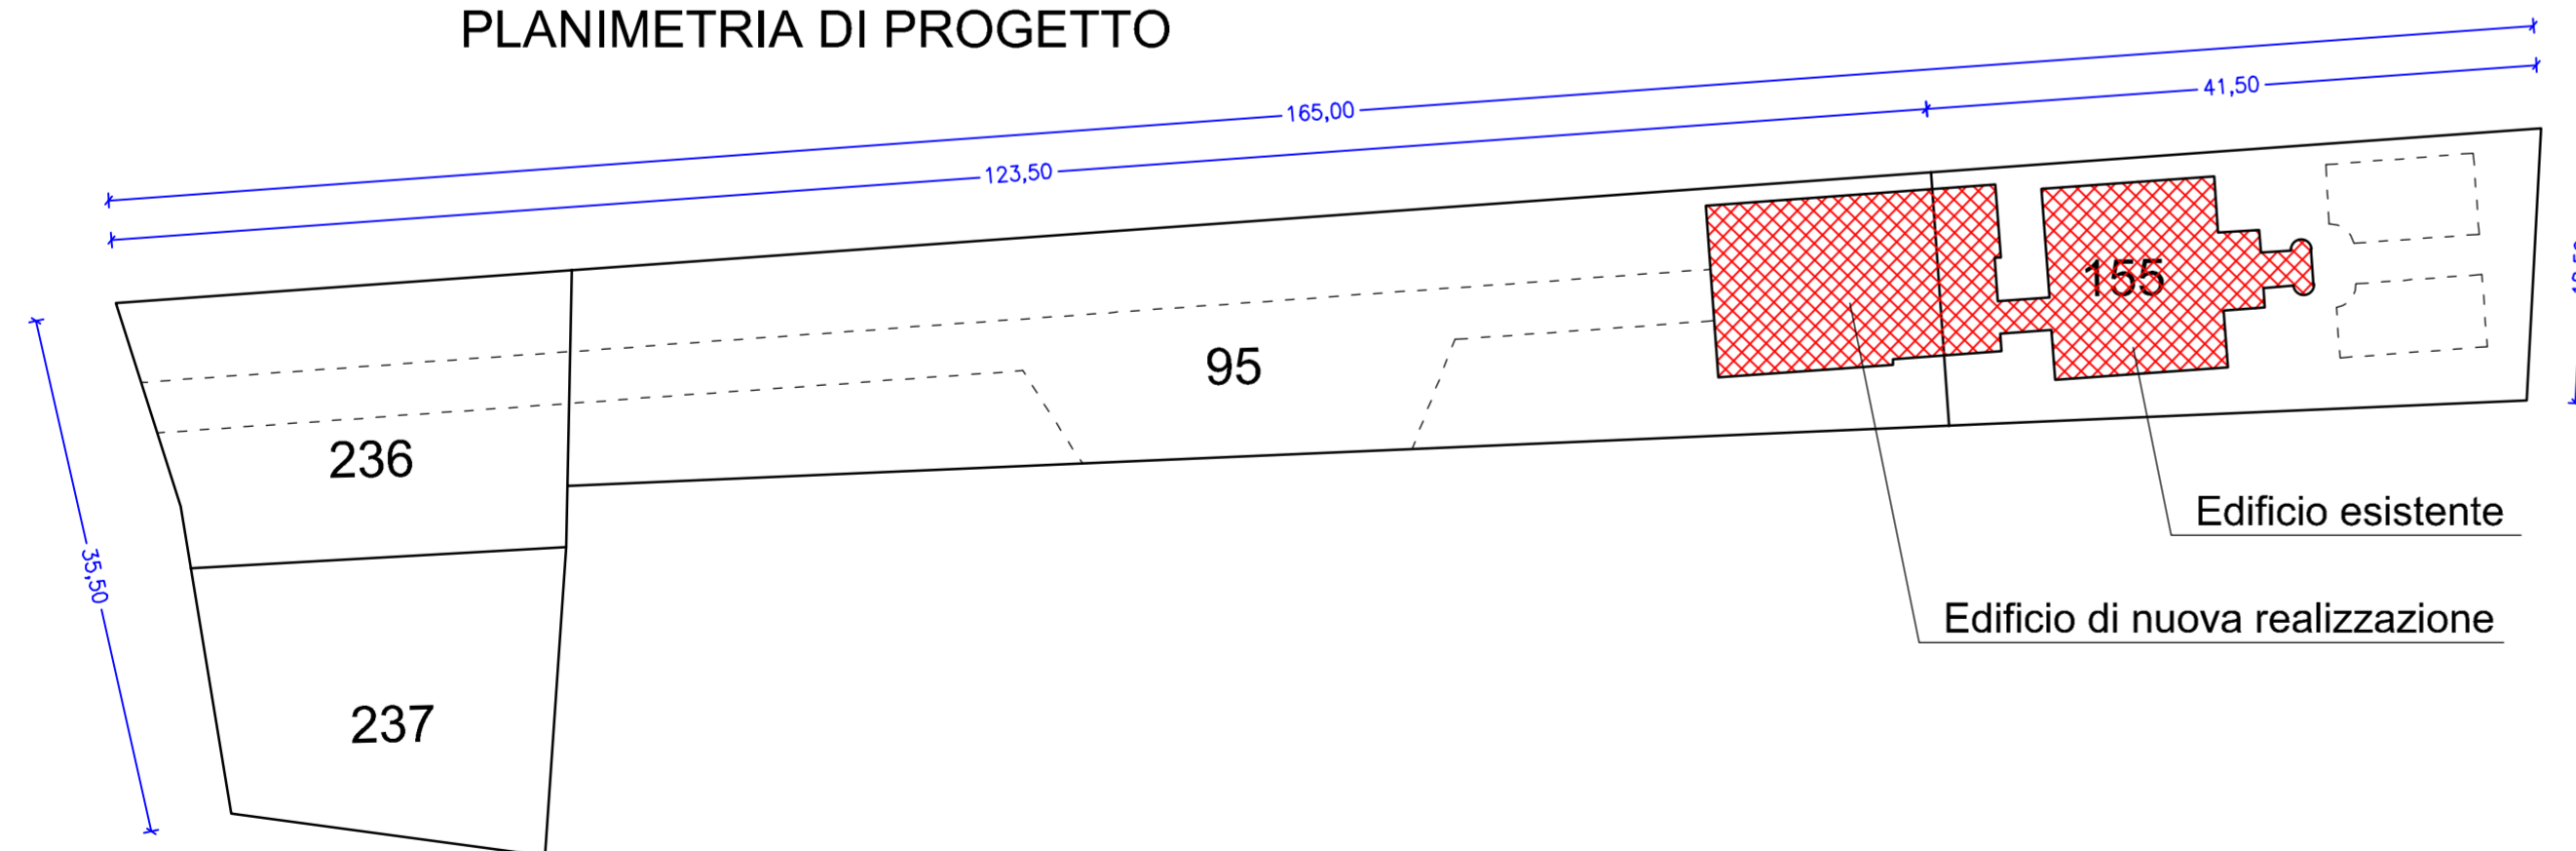 PLANIMETRIA DI PROGETTO
165,00
41,50
123,50
155
95
236
35,50
237
Edificio esistente
Edificio di nuova realizzazione